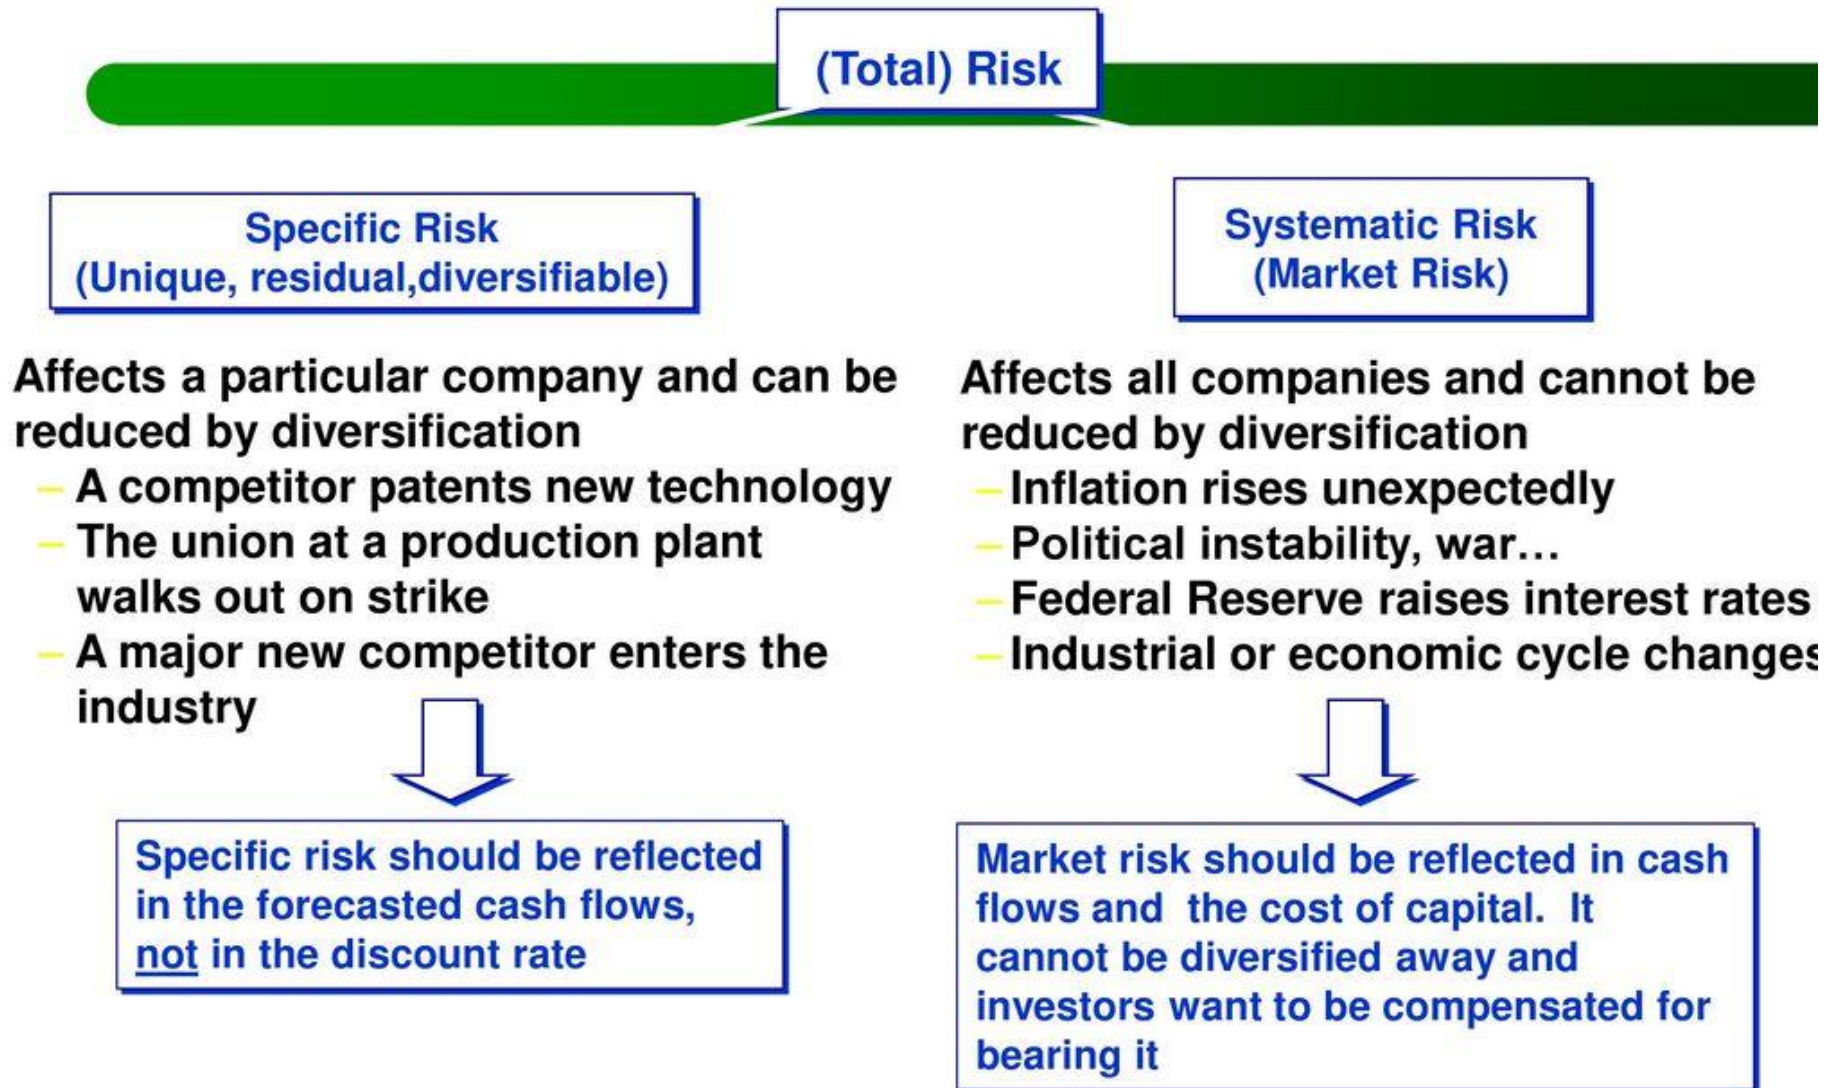 (Total) Risk
Specific Risk
(Unique, residual,diversifiable)
Affects a particular company and can be
reduced by diversification
– A competitor patents new technology
– The union at a production plant
walks out on strike
– A major new competitor enters the
industry
Specific risk should be reflected
in the forecasted cash flows,
not in the discount rate
Systematic Risk
(Market Risk)
Affects all companies and cannot be
reduced by diversification
– Inflation rises unexpectedly
– Political instability, war…
– Federal Reserve raises interest rates
– Industrial or economic cycle changes
Market risk should be reflected in cash
flows and the cost of capital. It
cannot be diversified away and
investors want to be compensated for
bearing it